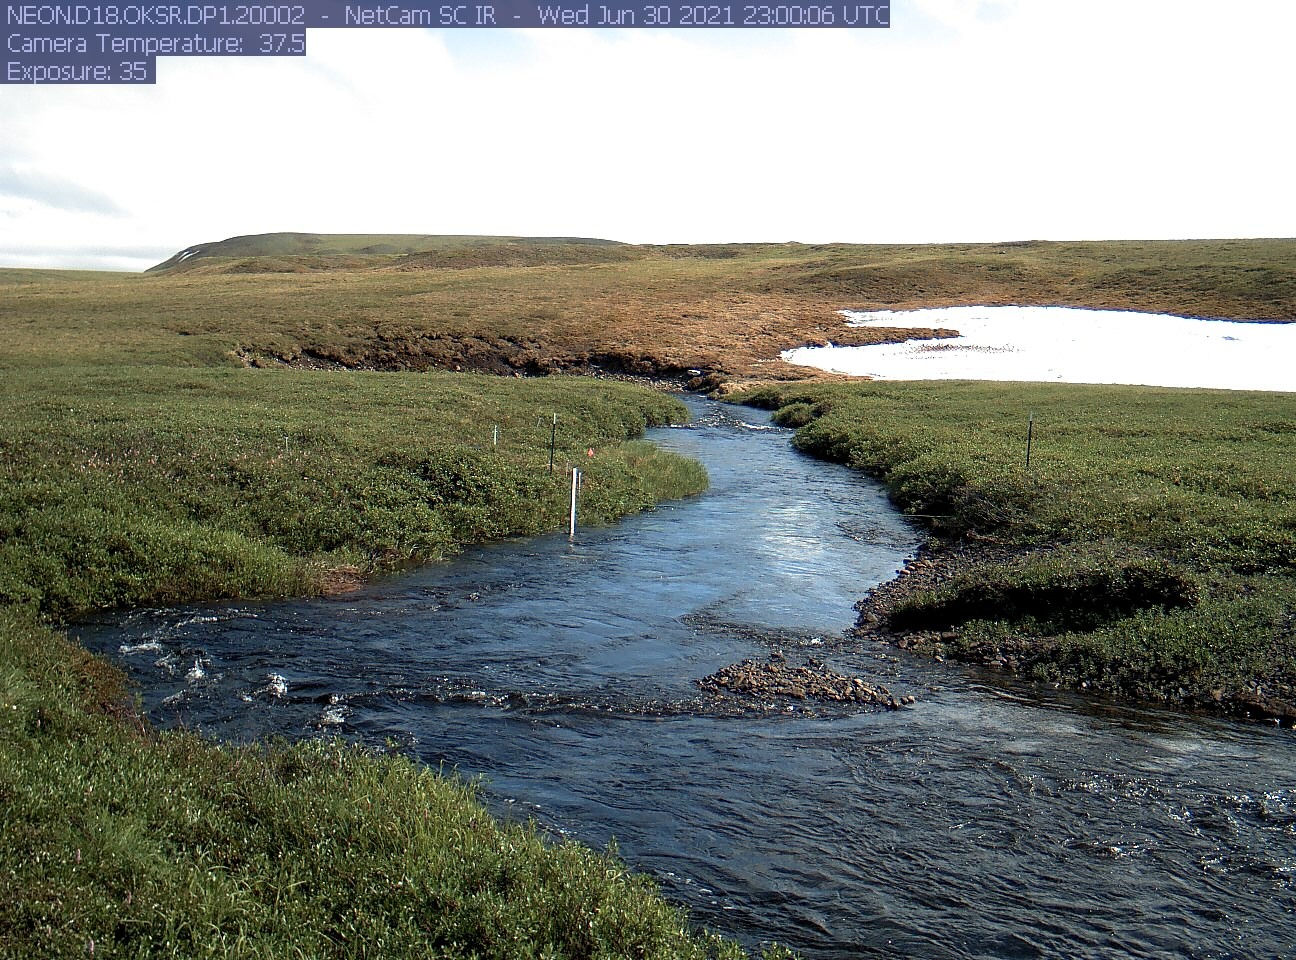 NEON.D18.OKSR.DP1.20002 - NetCam SC IR - Wed Jun 30 2021 23:00:06 UTC
Camera Temperature: 37.5
Exposure: 35